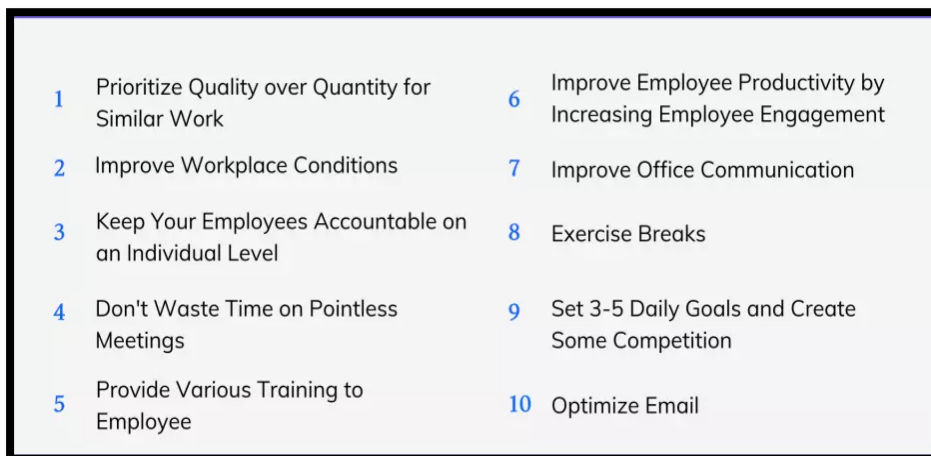 1 Prioritize Quality over Quantity for
Similar Work
2 Improve Workplace Conditions
3 Keep Your Employees Accountable on
an Individual Level
4 Don't Waste Time on Pointless
Meetings
5 Provide Various Training to
Employee
6 Improve Employee Productivity by
Increasing Employee Engagement
7 Improve Office Communication
8 Exercise Breaks
9 Set 3-5 Daily Goals and Create
Some Competition
10 Optimize Email